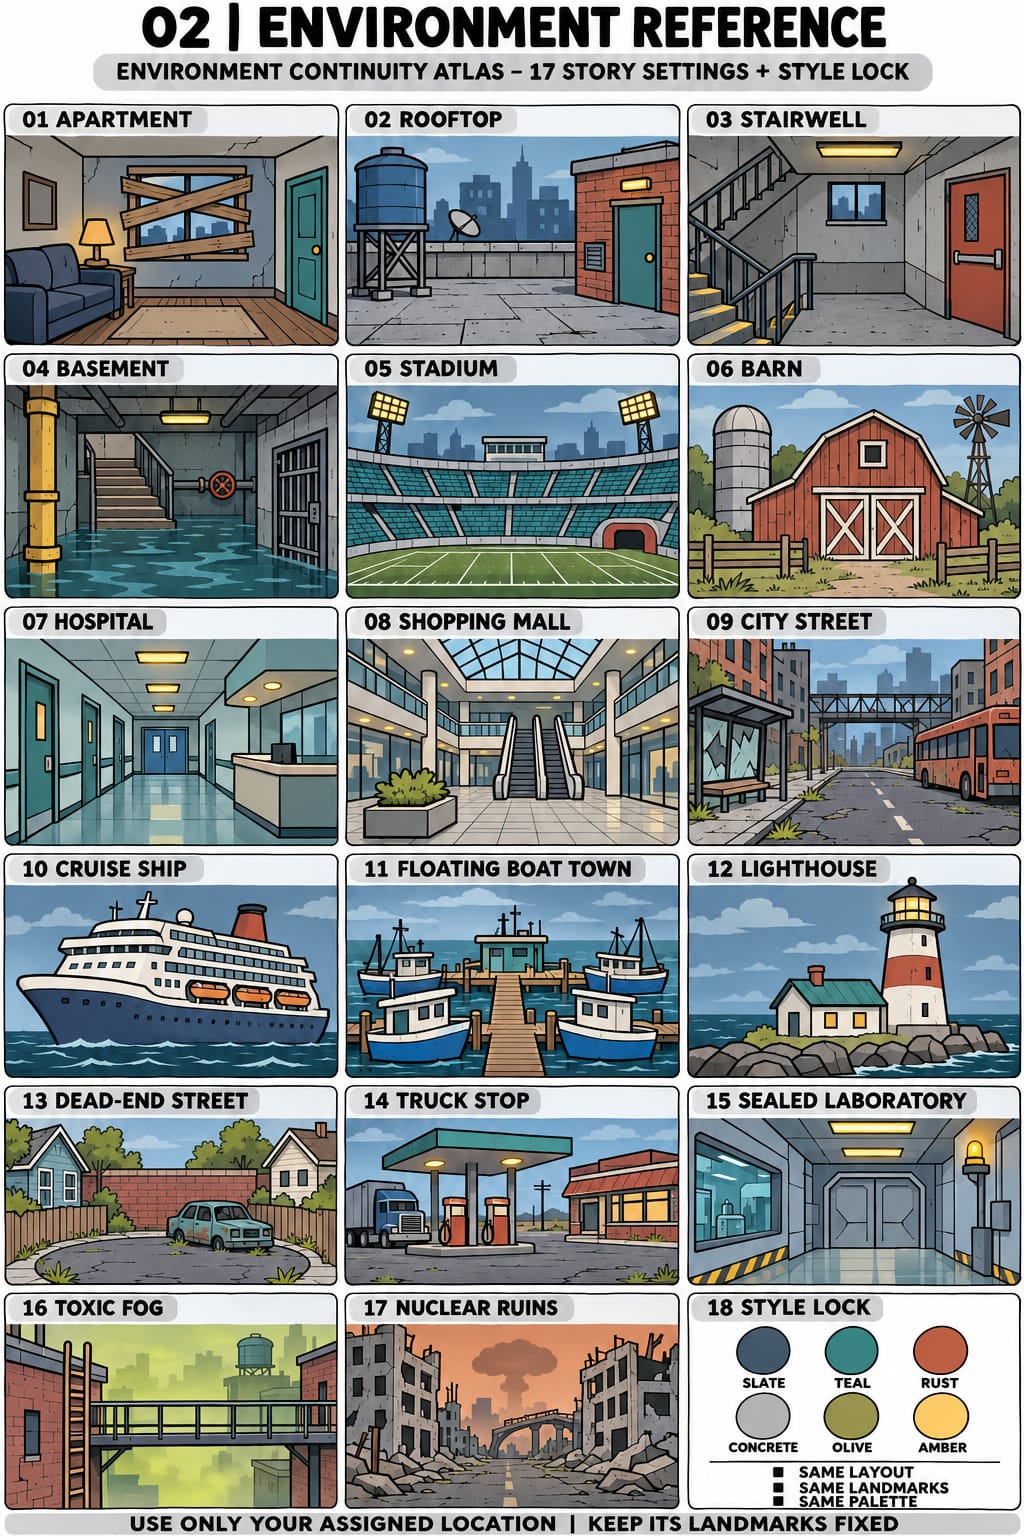 02 | ENVIRONMENT REFERENCE
ENVIRONMENT CONTINUITY ATLAS – 17 STORY SETTINGS + STYLE LOCK
01 APARTMENT
02 ROOFTOP
03 STAIRWELL
04 BASEMENT
05 STADIUM
06 BARN
07 HOSPITAL
08 SHOPPING MALL
09 CITY STREET
10 CRUISE SHIP
11 FLOATING BOAT TOWN
12 LIGHTHOUSE
13 DEAD-END STREET
14 TRUCK STOP
15 SEALED LABORATORY
16 TOXIC FOG
17 NUCLEAR RUINS
18 STYLE LOCK
SLATE
TEAL
RUST
CONCRETE
OLIVE
AMBER
■ SAME LAYOUT
■ SAME LANDMARKS
■ SAME PALETTE
USE ONLY YOUR ASSIGNED LOCATION | KEEP ITS LANDMARKS FIXED